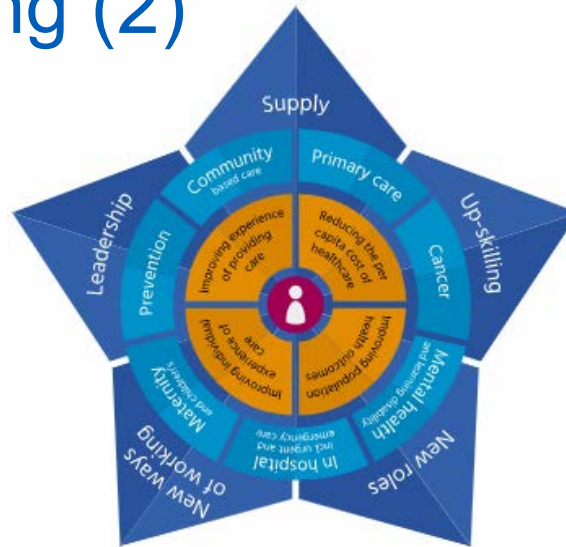 ng (2)
Supply
Up-skilling
New roles
New ways
of working
Leadership
Community
based care
Primary care
Cancer
Mental health
and learning disability
In hospital
incl urgent and
emergency care
Maternity
and children's
Prevention
Improving experience
of providing
care
Reducing the per
capita cost of
healthcare
Improving population
health outcomes
Improving individual
experience of
care